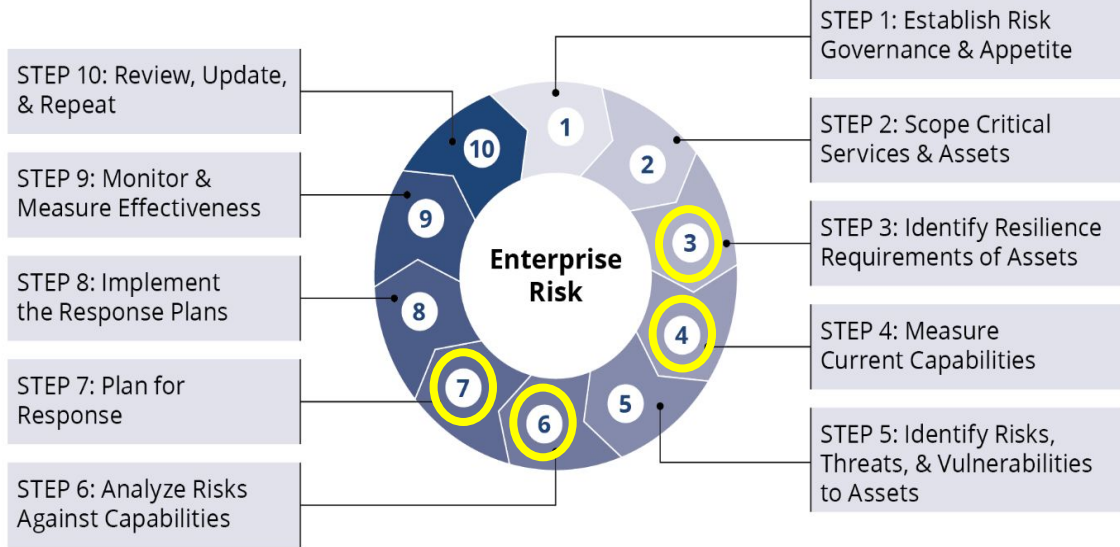 STEP 1: Establish Risk
Governance & Appetite
STEP 2: Scope Critical
Services & Assets
STEP 3: Identify Resilience
Requirements of Assets
STEP 4: Measure
Current Capabilities
STEP 5: Identify Risks,
Threats, & Vulnerabilities
to Assets
STEP 6: Analyze Risks
Against Capabilities
STEP 7: Plan for
Response
STEP 8: Implement
the Response Plans
STEP 9: Monitor &
Measure Effectiveness
STEP 10: Review, Update,
& Repeat
1
2
3
4
5
6
7
8
9
10
Enterprise
Risk